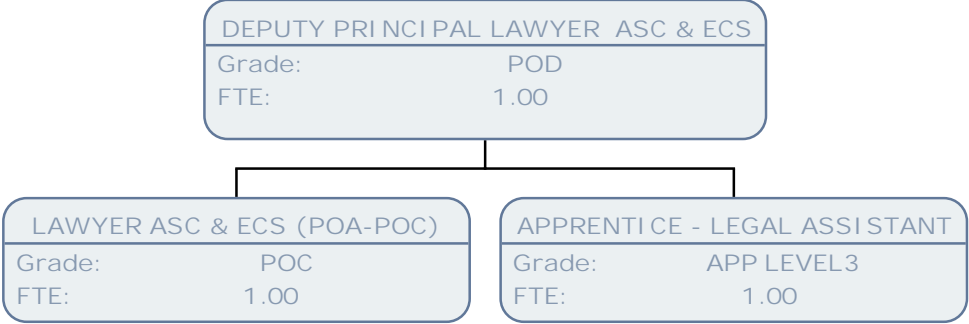 DEPUTY PRINCIPAL LAWYER ASC & ECS
Grade: POD
FTE: 1.00
LAWYER ASC & ECS (POA-POC)
Grade: POC
FTE: 1.00
APPRENTICE - LEGAL ASSISTANT
Grade: APP LEVEL3
FTE: 1.00